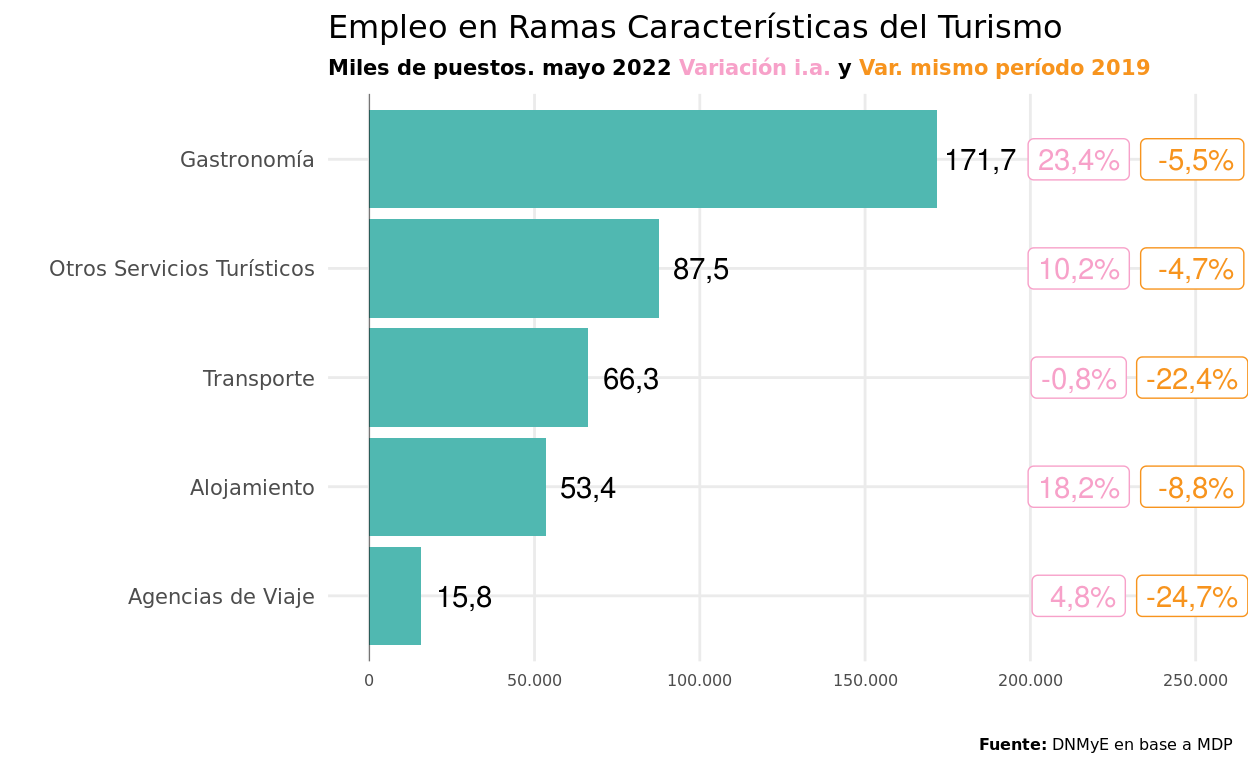 Empleo en Ramas Características del Turismo
Miles de puestos. mayo 2022 Variación i.a. y Var. mismo período 2019
Gastronomía 171,7 23,4% -5,5%
Otros Servicios Turísticos 87,5 10,2% -4,7%
Transporte 66,3 -0,8% -22,4%
Alojamiento 53,4 18,2% -8,8%
Agencias de Viaje 15,8 4,8% -24,7%
0 50.000 100.000 150.000 200.000 250.000
Fuente: DNMyE en base a MDP